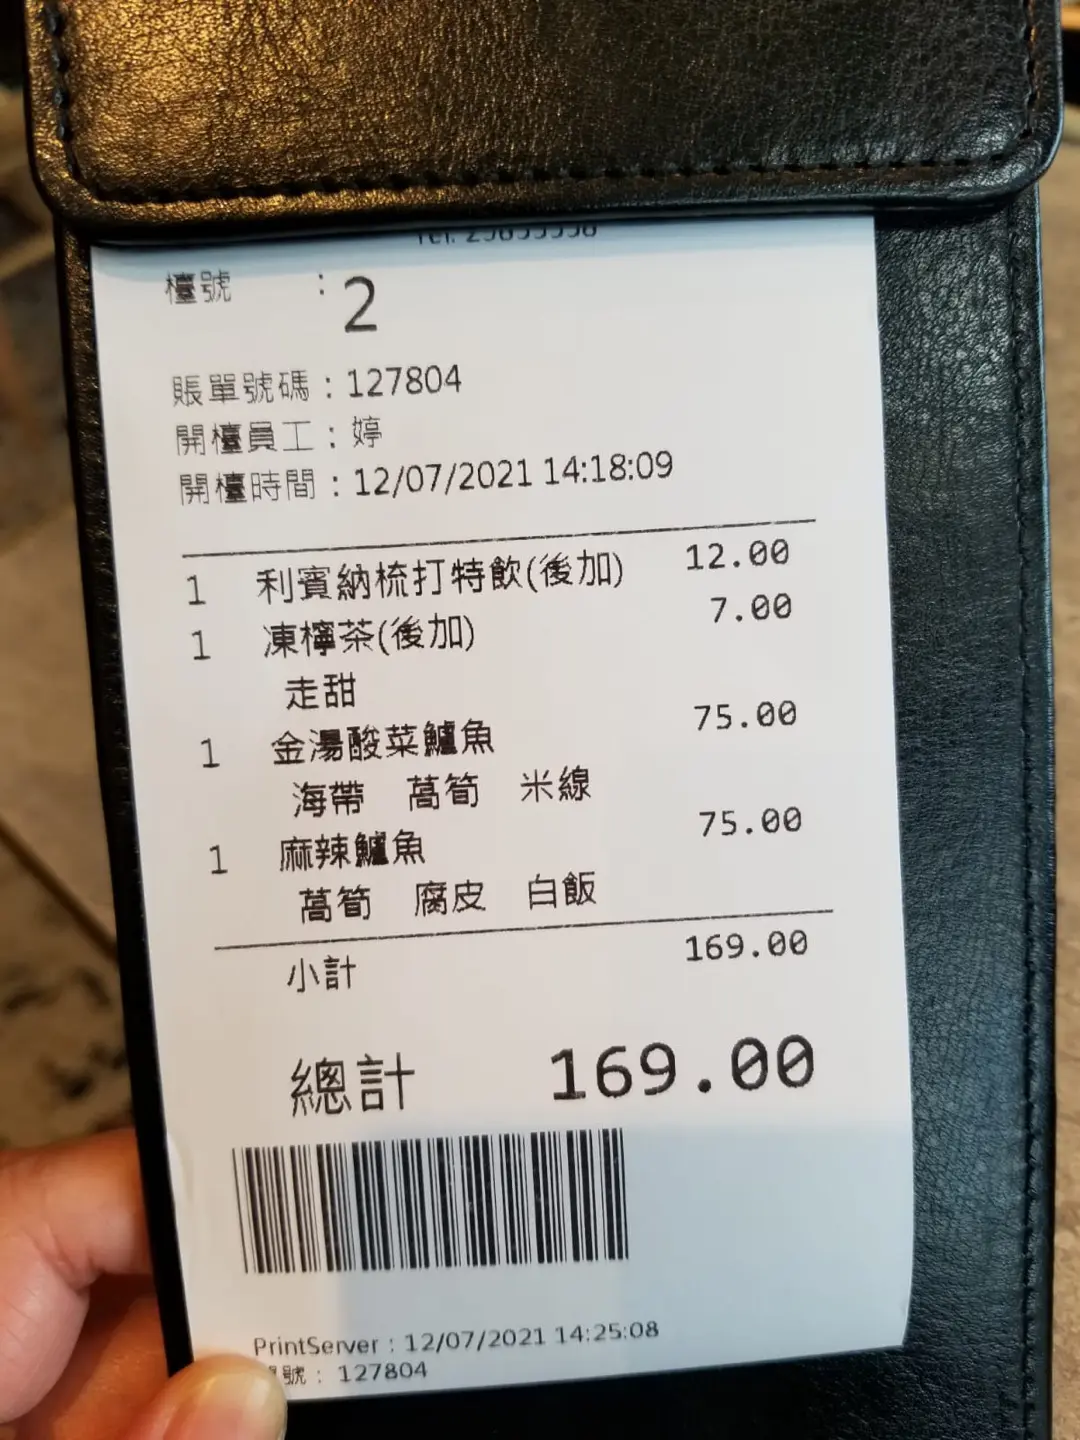 檯號 : 2
賬單號碼 : 127804
開檯員工 : 婷
開檯時間 : 12/07/2021 14:18:09
1 利賓納梳打特飲(後加) 12.00
1 凍檸茶(後加) 7.00
走甜
1 金湯酸菜鱸魚 75.00
海帶 萵筍 米線
1 麻辣鱸魚 75.00
萵筍 腐皮 白飯
小計 169.00
總計 169.00
PrintServer : 12/07/2021 14:25:08
號 : 127804